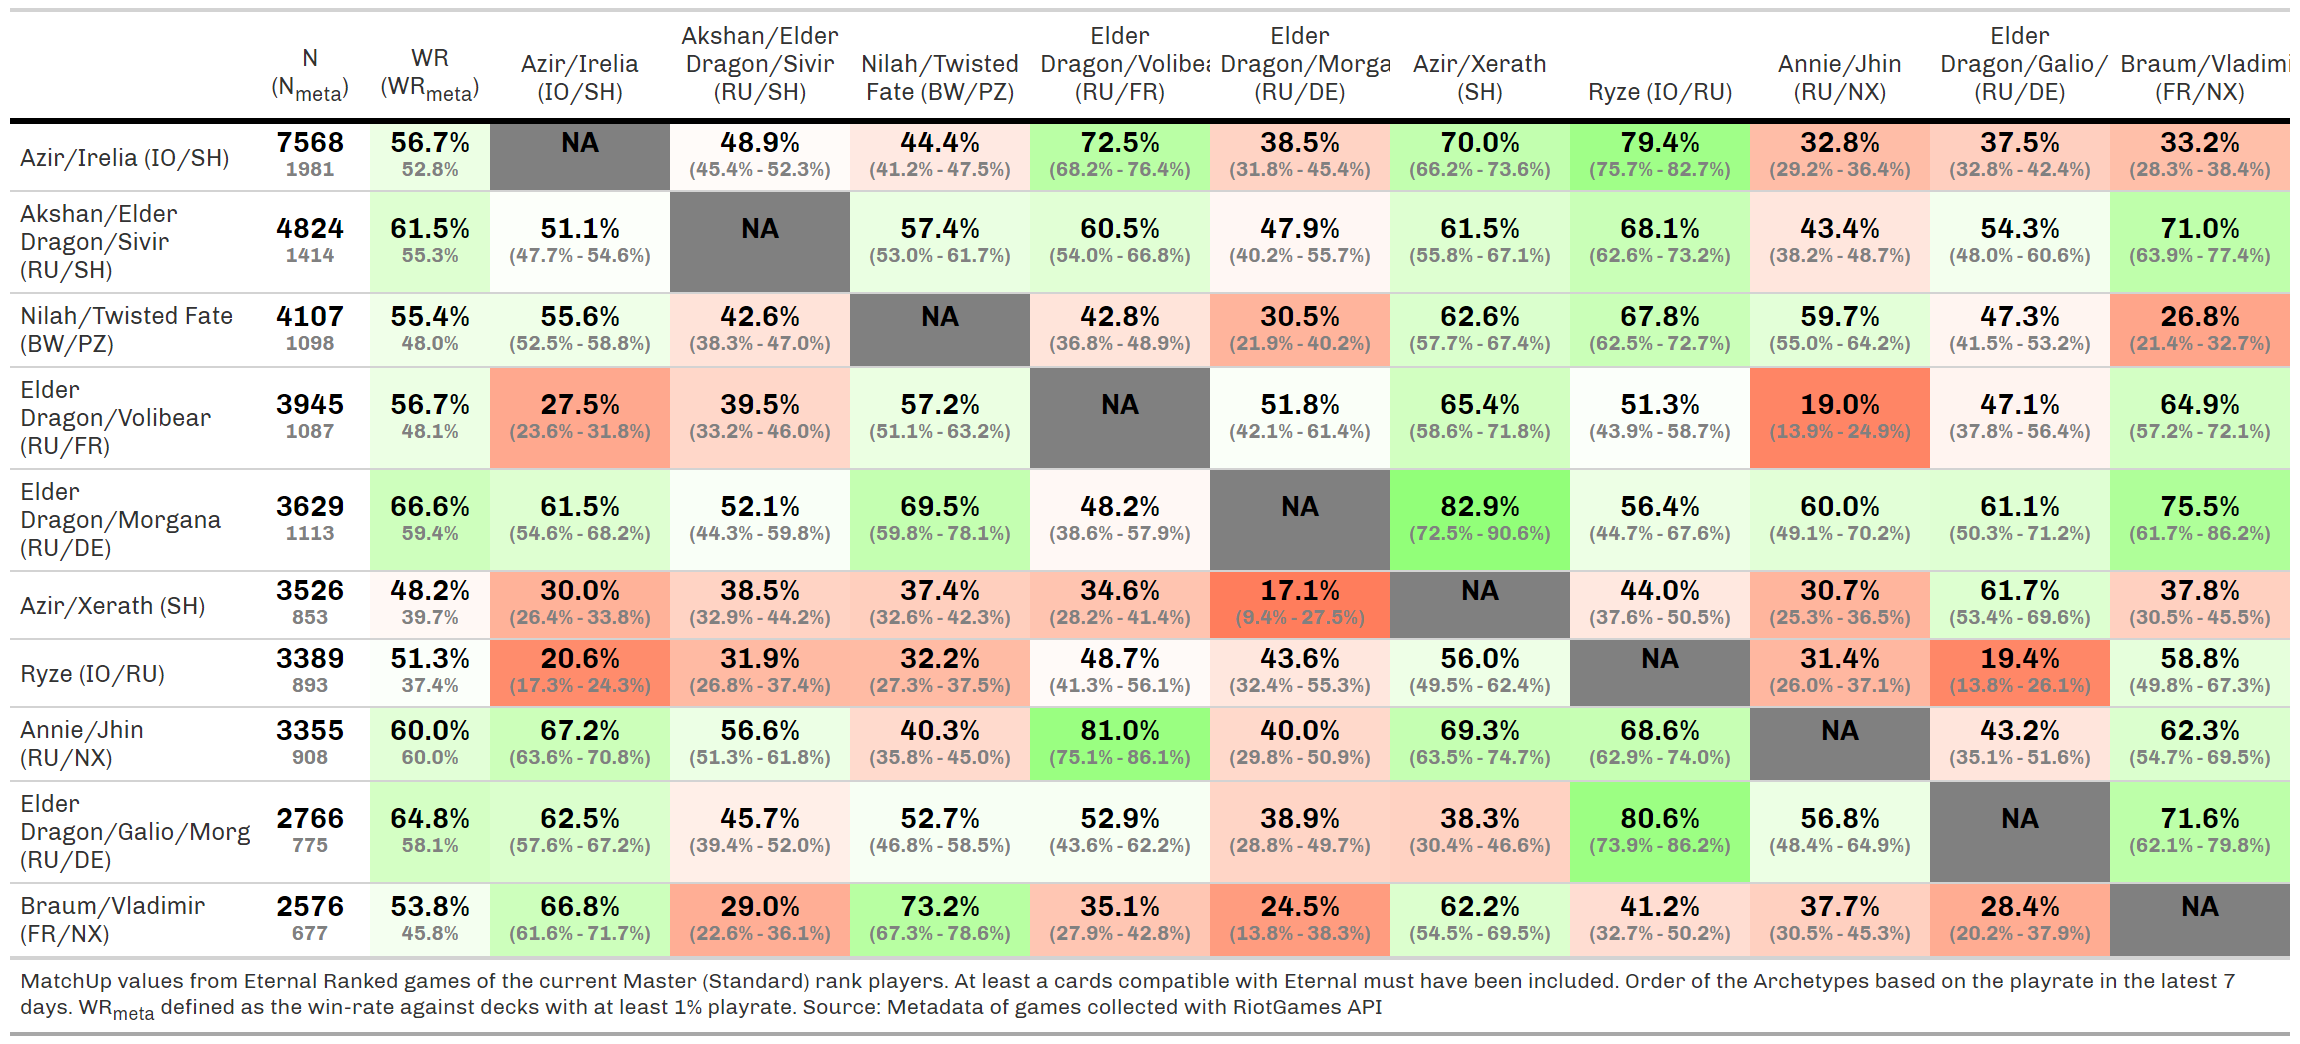 N (N_meta) WR (WR_meta) Azir/Irelia (IO/SH) Akshan/Elder Dragon/Sivir (RU/SH) Nilah/Twisted Fate (BW/PZ) Elder Dragon/Volibea (RU/FR) Elder Dragon/Morga (RU/DE) Azir/Xerath (SH) Ryze (IO/RU) Annie/Jhin (RU/NX) Elder Dragon/Galio/ (RU/DE) Braum/Vladimi (FR/NX)
Azir/Irelia (IO/SH) 7568 56.7% NA 48.9% 44.4% 72.5% 38.5% 70.0% 79.4% 32.8% 37.5% 33.2%
1981 52.8% (45.4% - 52.3%) (41.2% - 47.5%) (68.2% - 76.4%) (31.8% - 45.4%) (66.2% - 73.6%) (75.7% - 82.7%) (29.2% - 36.4%) (32.8% - 42.4%) (28.3% - 38.4%)
Akshan/Elder Dragon/Sivir (RU/SH) 4824 61.5% 51.1% NA 57.4% 60.5% 47.9% 61.5% 68.1% 43.4% 54.3% 71.0%
1414 55.3% (47.7% - 54.6%) (53.0% - 61.7%) (54.0% - 66.8%) (40.2% - 55.7%) (55.8% - 67.1%) (62.6% - 73.2%) (38.2% - 48.7%) (48.0% - 60.6%) (63.9% - 77.4%)
Nilah/Twisted Fate (BW/PZ) 4107 55.4% 55.6% 42.6% NA 42.8% 30.5% 62.6% 67.8% 59.7% 47.3% 26.8%
1098 48.0% (52.5% - 58.8%) (38.3% - 47.0%) (36.8% - 48.9%) (21.9% - 40.2%) (57.7% - 67.4%) (62.5% - 72.7%) (55.0% - 64.2%) (41.5% - 53.2%) (21.4% - 32.7%)
Elder Dragon/Volibear (RU/FR) 3945 56.7% 27.5% 39.5% 57.2% NA 51.8% 65.4% 51.3% 19.0% 47.1% 64.9%
1087 48.1% (23.6% - 31.8%) (33.2% - 46.0%) (51.1% - 63.2%) (42.1% - 61.4%) (58.6% - 71.8%) (43.9% - 58.7%) (13.9% - 24.9%) (37.8% - 56.4%) (57.2% - 72.1%)
Elder Dragon/Morgana (RU/DE) 3629 66.6% 61.5% 52.1% 69.5% 48.2% NA 82.9% 56.4% 60.0% 61.1% 75.5%
1113 59.4% (54.6% - 68.2%) (44.3% - 59.8%) (59.8% - 78.1%) (38.6% - 57.9%) (72.5% - 90.6%) (44.7% - 67.6%) (49.1% - 70.2%) (50.3% - 71.2%) (61.7% - 86.2%)
Azir/Xerath (SH) 3526 48.2% 30.0% 38.5% 37.4% 34.6% 17.1% NA 44.0% 30.7% 61.7% 37.8%
853 39.7% (26.4% - 33.8%) (32.9% - 44.2%) (32.6% - 42.3%) (28.2% - 41.4%) (9.4% - 27.5%) (37.6% - 50.5%) (25.3% - 36.5%) (53.4% - 69.6%) (30.5% - 45.5%)
Ryze (IO/RU) 3389 51.3% 20.6% 31.9% 32.2% 48.7% 43.6% 56.0% NA 31.4% 19.4% 58.8%
893 37.4% (17.3% - 24.3%) (26.8% - 37.4%) (27.3% - 37.5%) (41.3% - 56.1%) (32.4% - 55.3%) (49.5% - 62.4%) (26.0% - 37.1%) (13.8% - 26.1%) (49.8% - 67.3%)
Annie/Jhin (RU/NX) 3355 60.0% 67.2% 56.6% 40.3% 81.0% 40.0% 69.3% 68.6% NA 43.2% 62.3%
908 60.0% (63.6% - 70.8%) (51.3% - 61.8%) (35.8% - 45.0%) (75.1% - 86.1%) (29.8% - 50.9%) (63.5% - 74.7%) (62.9% - 74.0%) (35.1% - 51.6%) (54.7% - 69.5%)
Elder Dragon/Galio/Morg (RU/DE) 2766 64.8% 62.5% 45.7% 52.7% 52.9% 38.9% 38.3% 80.6% 56.8% NA 71.6%
775 58.1% (57.6% - 67.2%) (39.4% - 52.0%) (46.8% - 58.5%) (43.6% - 62.2%) (28.8% - 49.7%) (30.4% - 46.6%) (73.9% - 86.2%) (48.4% - 64.9%) (62.1% - 79.8%)
Braum/Vladimir (FR/NX) 2576 53.8% 66.8% 29.0% 73.2% 35.1% 24.5% 62.2% 41.2% 37.7% 28.4% NA
677 45.8% (61.6% - 71.7%) (22.6% - 36.1%) (67.3% - 78.6%) (27.9% - 42.8%) (13.8% - 38.3%) (54.5% - 69.5%) (32.7% - 50.2%) (30.5% - 45.3%) (20.2% - 37.9%)
MatchUp values from Eternal Ranked games of the current Master (Standard) rank players. At least a cards compatible with Eternal must have been included. Order of the Archetypes based on the playrate in the latest 7
days. WR_meta defined as the win-rate against decks with at least 1% playrate. Source: Metadata of games collected with RiotGames API